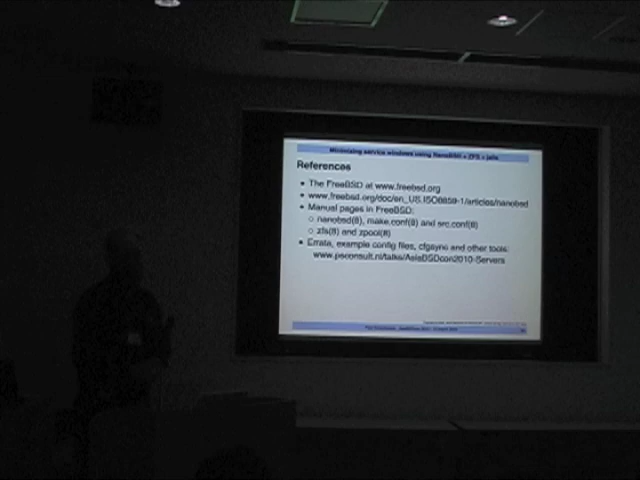 Minimizing service windows using NanoBSD + ZFS + jails
References
• The FreeBSD at www.freebsd.org
• www.freebsd.org/doc/en_US.ISO8859-1/articles/nanobsd
• Manual pages in FreeBSD:
○ nanobsd(8), make.conf(8) and src.conf(8)
○ zfs(8) and zpool(8)
• Errata, example config files, cfgsync and other tools:
www.psconsult.nl/talks/AsiaBSDcon2010-Servers